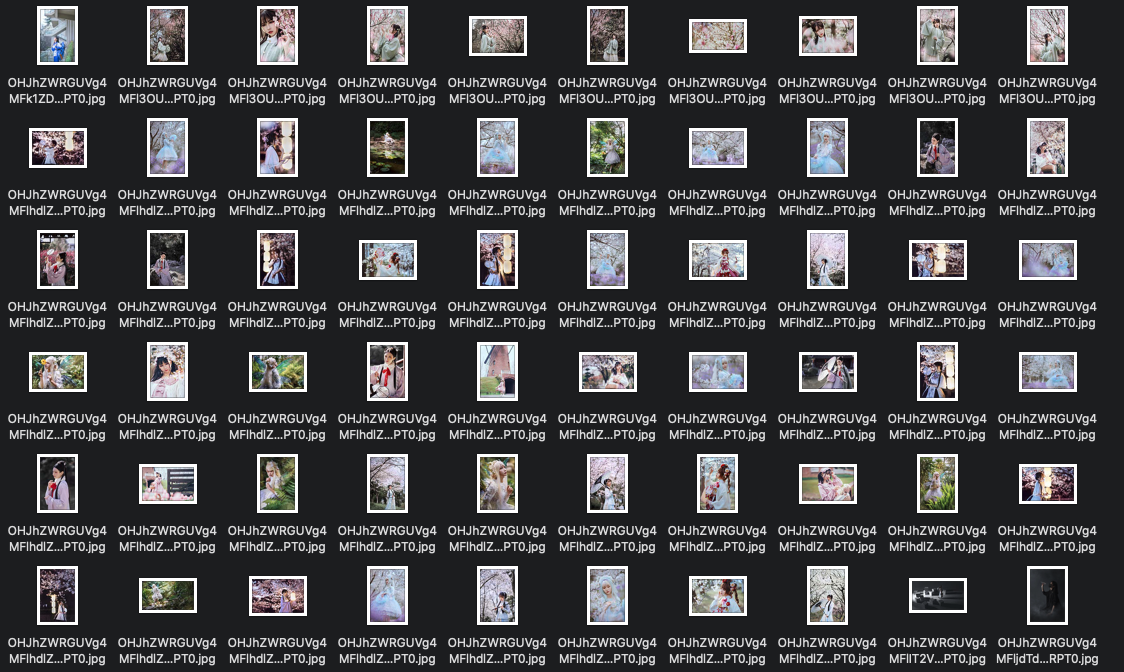 OHJhZWRGUVg4 OHJhZWRGUVg4 OHJhZWRGUVg4 OHJhZWRGUVg4 OHJhZWRGUVg4 OHJhZWRGUVg4 OHJhZWRGUVg4 OHJhZWRGUVg4 OHJhZWRGUVg4 OHJhZWRGUVg4
MFk1ZD...PT0.jpg MFl3OU...PT0.jpg MFl3OU...PT0.jpg MFl3OU...PT0.jpg MFl3OU...PT0.jpg MFl3OU...PT0.jpg MFl3OU...PT0.jpg MFl3OU...PT0.jpg MFl3OU...PT0.jpg MFl3OU...PT0.jpg
OHJhZWRGUVg4 OHJhZWRGUVg4 OHJhZWRGUVg4 OHJhZWRGUVg4 OHJhZWRGUVg4 OHJhZWRGUVg4 OHJhZWRGUVg4 OHJhZWRGUVg4 OHJhZWRGUVg4 OHJhZWRGUVg4
MFlhdlZ...PT0.jpg MFlhdlZ...PT0.jpg MFlhdlZ...PT0.jpg MFlhdlZ...PT0.jpg MFlhdlZ...PT0.jpg MFlhdlZ...PT0.jpg MFlhdlZ...PT0.jpg MFlhdlZ...PT0.jpg MFlhdlZ...PT0.jpg MFlhdlZ...PT0.jpg
OHJhZWRGUVg4 OHJhZWRGUVg4 OHJhZWRGUVg4 OHJhZWRGUVg4 OHJhZWRGUVg4 OHJhZWRGUVg4 OHJhZWRGUVg4 OHJhZWRGUVg4 OHJhZWRGUVg4 OHJhZWRGUVg4
MFlhdlZ...PT0.jpg MFlhdlZ...PT0.jpg MFlhdlZ...PT0.jpg MFlhdlZ...PT0.jpg MFlhdlZ...PT0.jpg MFlhdlZ...PT0.jpg MFlhdlZ...PT0.jpg MFlhdlZ...PT0.jpg MFlhdlZ...PT0.jpg MFlhdlZ...PT0.jpg
OHJhZWRGUVg4 OHJhZWRGUVg4 OHJhZWRGUVg4 OHJhZWRGUVg4 OHJhZWRGUVg4 OHJhZWRGUVg4 OHJhZWRGUVg4 OHJhZWRGUVg4 OHJhZWRGUVg4 OHJhZWRGUVg4
MFlhdlZ...PT0.jpg MFlhdlZ...PT0.jpg MFlhdlZ...PT0.jpg MFlhdlZ...PT0.jpg MFlhdlZ...PT0.jpg MFlhdlZ...PT0.jpg MFlhdlZ...PT0.jpg MFlhdlZ...PT0.jpg MFlhdlZ...PT0.jpg MFlhdlZ...PT0.jpg
OHJhZWRGUVg4 OHJhZWRGUVg4 OHJhZWRGUVg4 OHJhZWRGUVg4 OHJhZWRGUVg4 OHJhZWRGUVg4 OHJhZWRGUVg4 OHJhZWRGUVg4 OHJhZWRGUVg4 OHJhZWRGUVg4
MFlhdlZ...PT0.jpg MFlhdlZ...PT0.jpg MFlhdlZ...PT0.jpg MFlhdlZ...PT0.jpg MFlhdlZ...PT0.jpg MFlhdlZ...PT0.jpg MFlhdlZ...PT0.jpg MFlhdlZ...PT0.jpg MFlhdlZ...PT0.jpg MFlhdlZ...PT0.jpg
OHJhZWRGUVg4 OHJhZWRGUVg4 OHJhZWRGUVg4 OHJhZWRGUVg4 OHJhZWRGUVg4 OHJhZWRGUVg4 OHJhZWRGUVg4 OHJhZWRGUVg4 OHJhZWRGUVg4 OHJhZWRGUVg4
MFlhdlZ...PT0.jpg MFlhdlZ...PT0.jpg MFlhdlZ...PT0.jpg MFlhdlZ...PT0.jpg MFlhdlZ...PT0.jpg MFlhdlZ...PT0.jpg MFlhdlZ...PT0.jpg MFlhdlZ...PT0.jpg MFlIT2V...PT0.jpg MFljdTd...RPT0.jpg